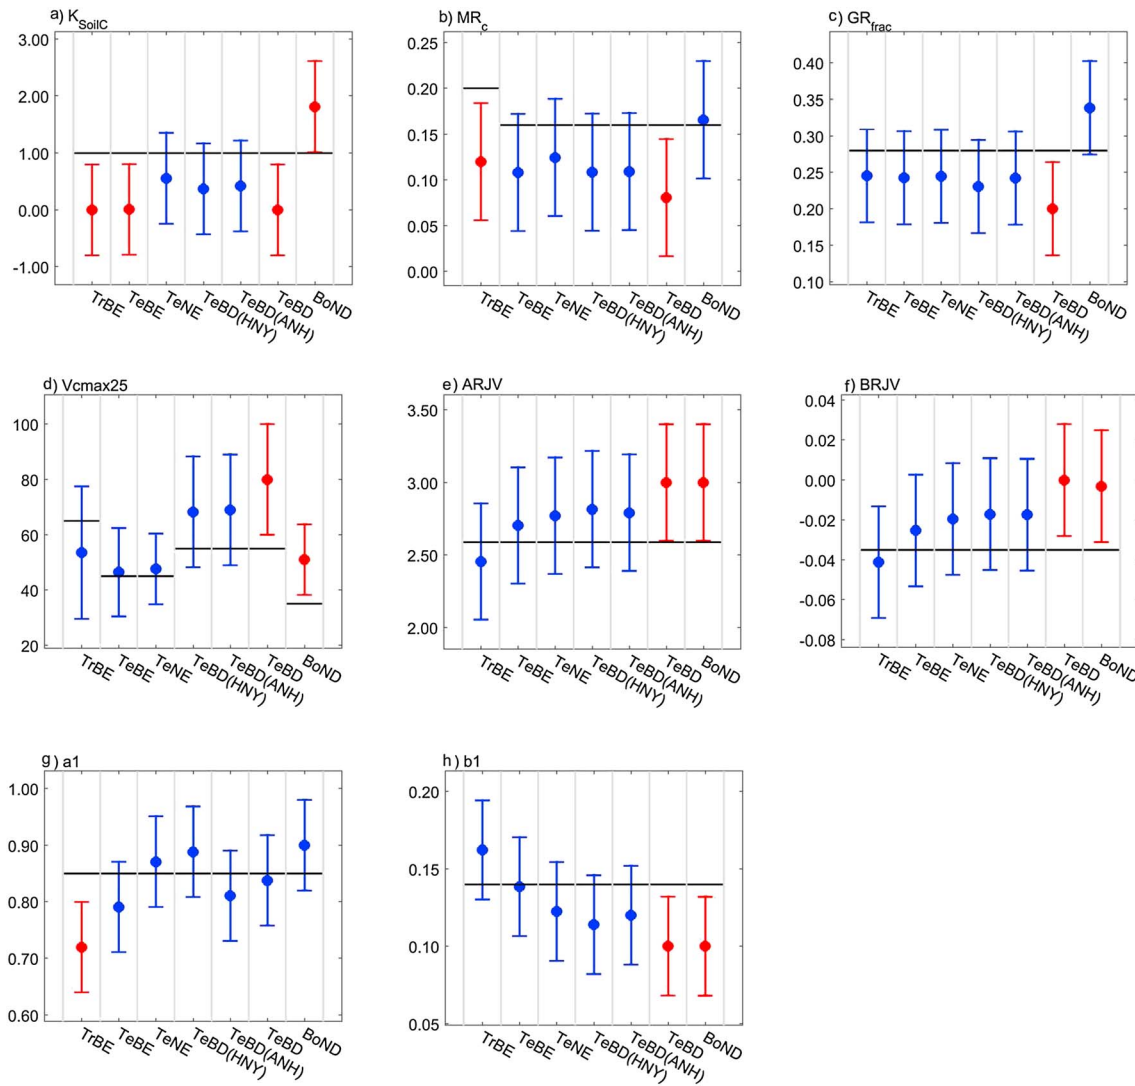 a) K_SoilC
3.00
2.00
1.00
0.00
-1.00
TrBE
TeBE
TeNE
TeBD(HNY)
TeBD(ANH)
TeBD
BoND
b) MR_c
0.25
0.20
0.15
0.10
0.05
0.00
TrBE
TeBE
TeNE
TeBD(HNY)
TeBD(ANH)
TeBD
BoND
c) GR_frac
0.40
0.35
0.30
0.25
0.20
0.15
0.10
TrBE
TeBE
TeNE
TeBD(HNY)
TeBD(ANH)
TeBD
BoND
d) Vcmax25
100
80
60
40
20
TrBE
TeBE
TeNE
TeBD(HNY)
TeBD(ANH)
TeBD
BoND
e) ARJV
3.50
3.00
2.50
2.00
TrBE
TeBE
TeNE
TeBD(HNY)
TeBD(ANH)
TeBD
BoND
f) BRJV
0.04
0.02
0.00
-0.02
-0.04
-0.06
-0.08
TrBE
TeBE
TeNE
TeBD(HNY)
TeBD(ANH)
TeBD
BoND
g) a1
1.00
0.90
0.80
0.70
0.60
TrBE
TeBE
TeNE
TeBD(HNY)
TeBD(ANH)
TeBD
BoND
h) b1
0.20
0.15
0.10
0.05
TrBE
TeBE
TeNE
TeBD(HNY)
TeBD(ANH)
TeBD
BoND